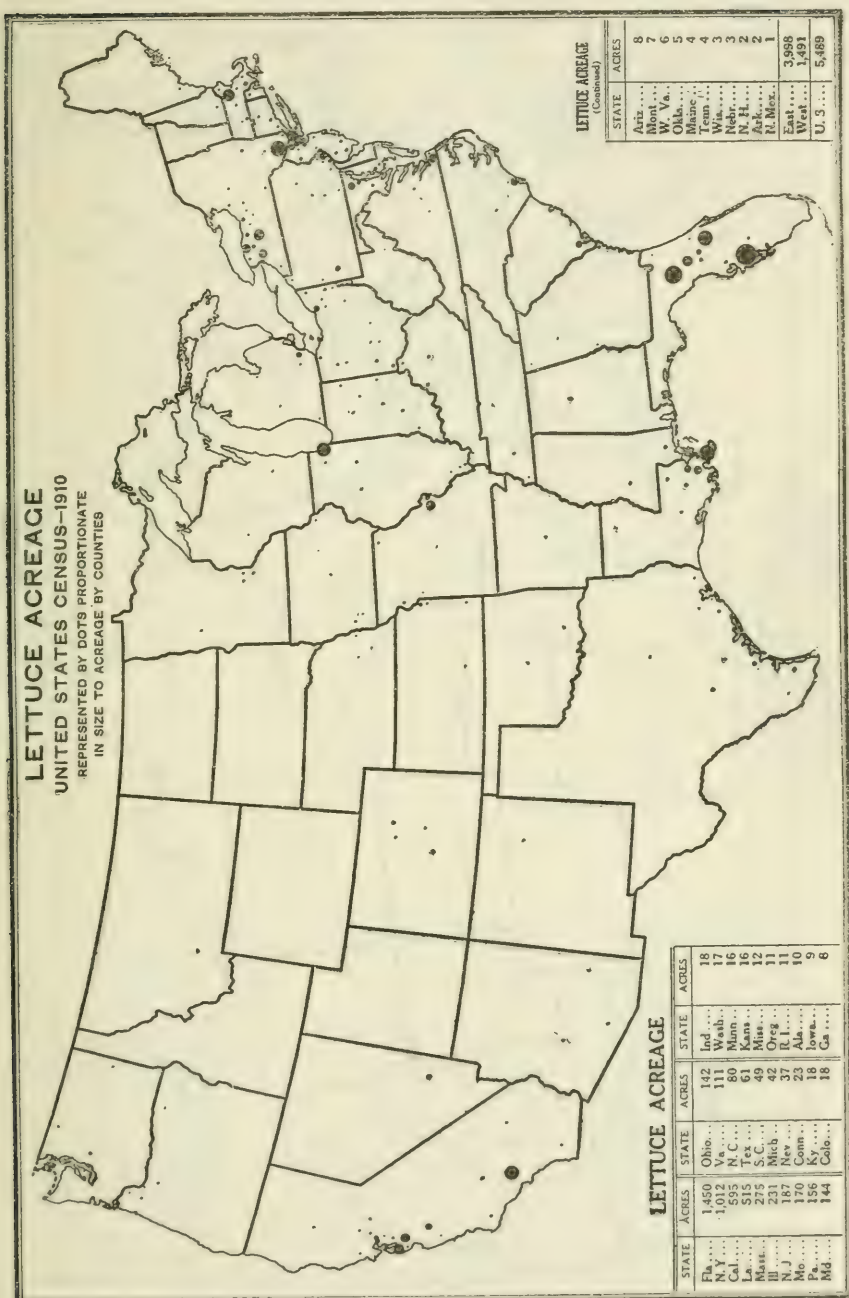 LETTUCE ACREAGE
UNITED STATES CENSUS—1910
REPRESENTED BY DOTS PROPORTIONATE
IN SIZE TO ACREAGE BY COUNTIES
LETTUCE ACREAGE
STATE ACRES STATE ACRES STATE ACRES
Fla..... 1,450 Ohio... 142 Ind.... 18
N.Y.... 1,012 Va..... 111 Wash... 17
Cal.... 595 N. C... 80 Minn... 16
La..... 515 Tex ... 61 Kans... 16
Mass... 275 S. C... 49 Miss... 12
Ill .... 231 Mich... 42 Oreg... 11
N. J ... 187 Nev ... 37 R. I.... 11
Mo.... 170 Conn... 23 Ala.... 10
Pa..... 156 Ky .... 18 Iowa... 9
Md.... 144 Colo... 18 Ga .... 8
LETTUCE ACREAGE
(Continued)
STATE ACRES
Ariz .... 8
Mont ... 7
W. Va.. 6
Okla.... 5
Maine .. 4
Tenn ... 4
Wis.... 3
Nebr... 3
N. H.... 2
Ark.... 2
N. Mex. 1
East .... 3,998
West .... 1,491
U. S. .... 5,489